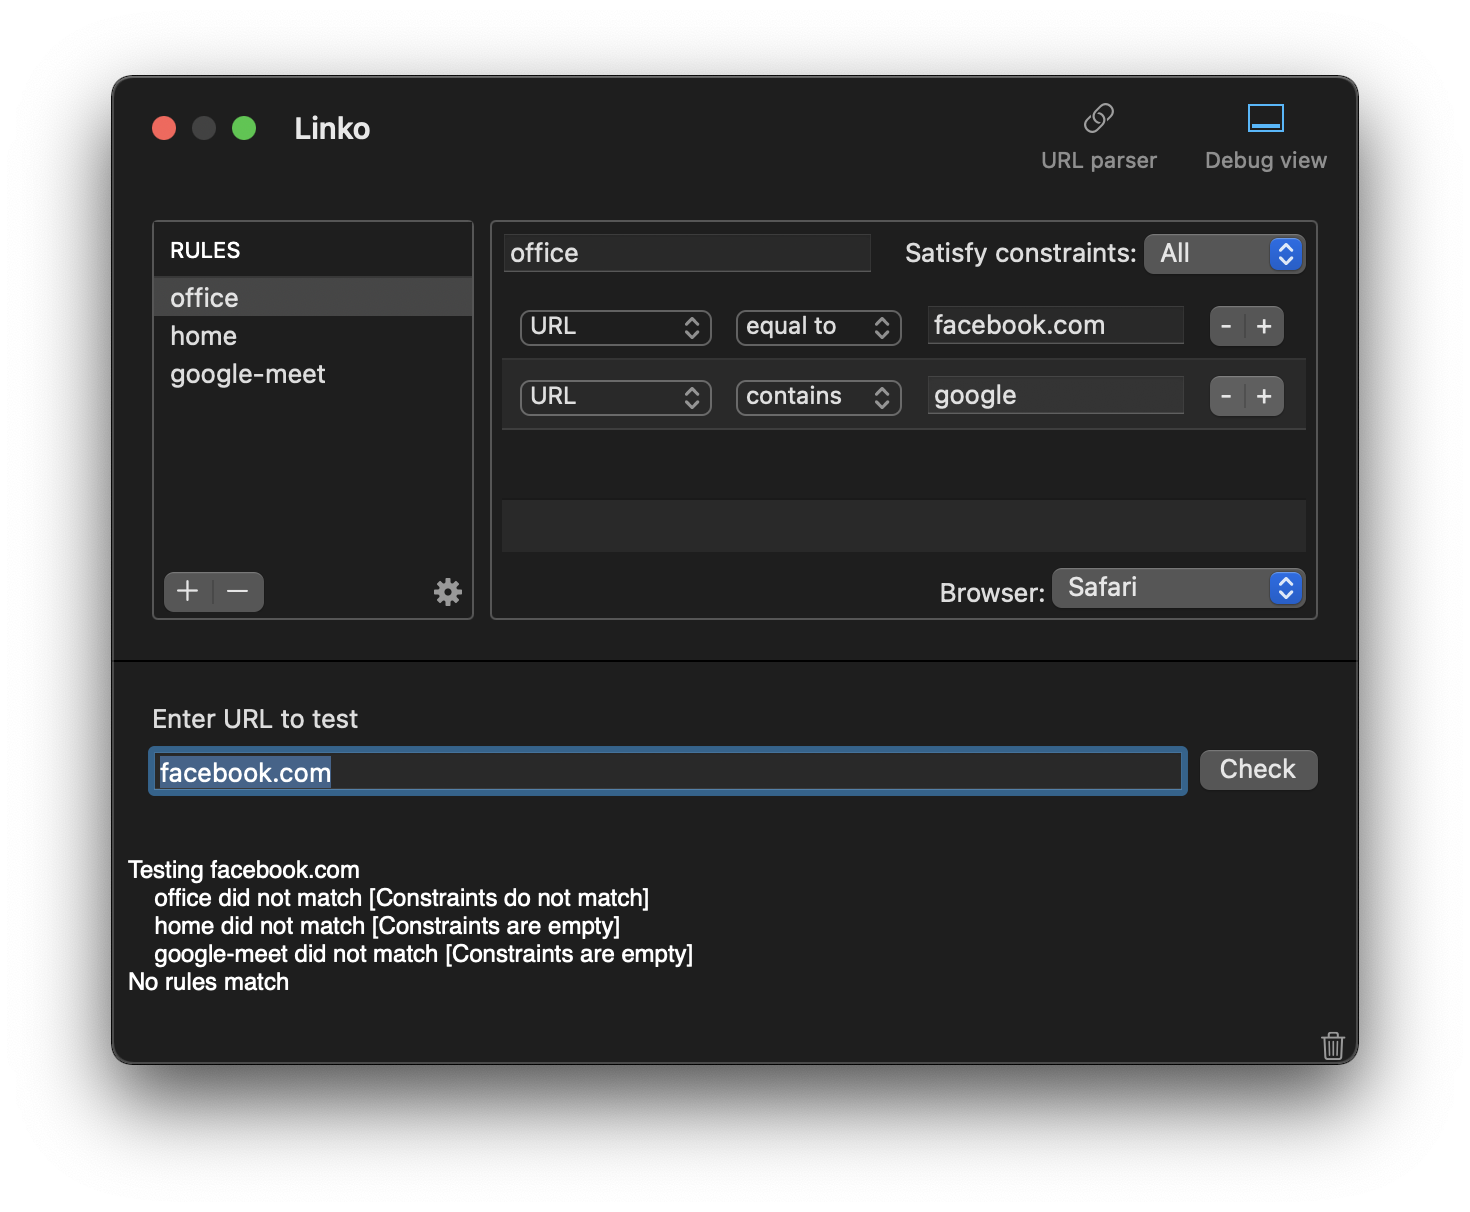 Linko
URL parser
Debug view
RULES
office
home
google-meet
office
Satisfy constraints: All
URL equal to facebook.com - +
URL contains google - +
Browser: Safari
Enter URL to test
facebook.com
Check
Testing facebook.com
office did not match [Constraints do not match]
home did not match [Constraints are empty]
google-meet did not match [Constraints are empty]
No rules match